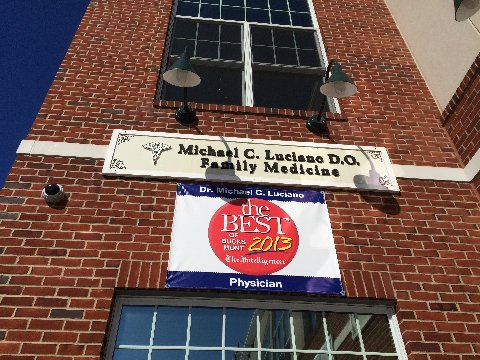 Michael C. Luciano D.O.
Family Medicine
Dr. Michael C. Luciano
the
BEST
OF
BUCKS
MONT
2013
The Intelligencer
Physician